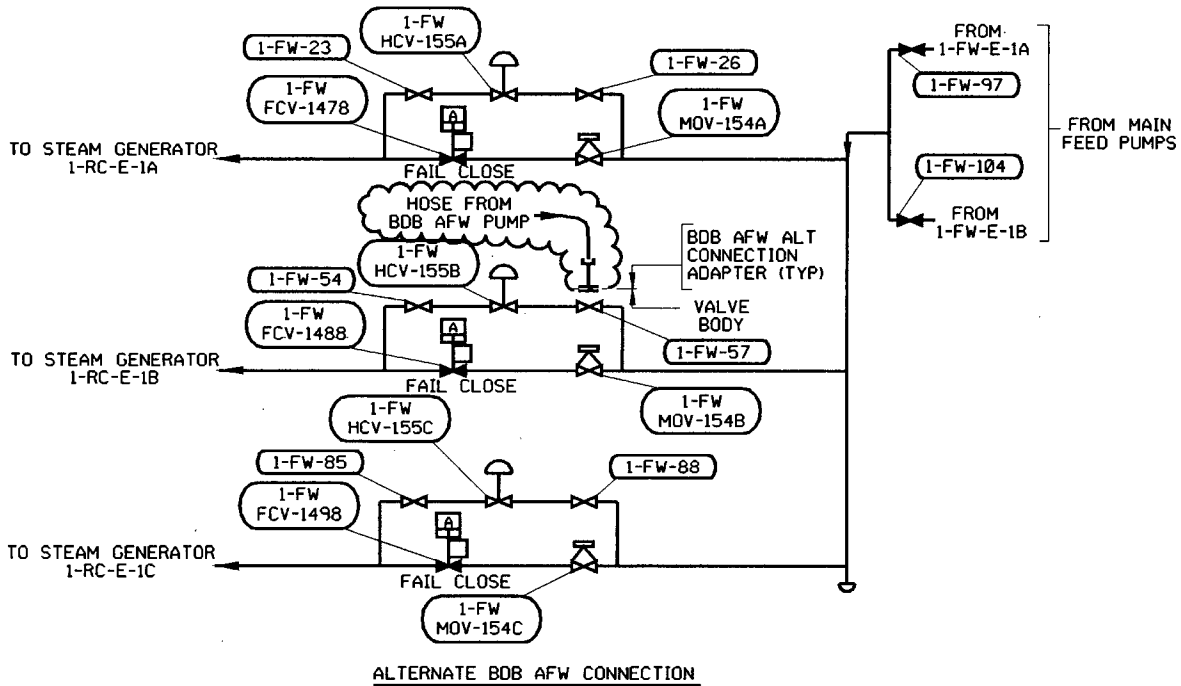 1-FW
HCV-155A
1-FW-23
1-FW-26
1-FW
FCV-1478
1-FW
MOV-154A
A
TO STEAM GENERATOR
1-RC-E-1A
FAIL CLOSE
FROM
1-FW-E-1A
1-FW-97
FROM MAIN
FEED PUMPS
1-FW-104
FROM
1-FW-E-1B
HOSE FROM
BDB AFW PUMP
BDB AFW ALT
CONNECTION
ADAPTER (TYP)
VALVE
BODY
1-FW
HCV-155B
1-FW-54
1-FW
FCV-1488
A
1-FW-57
TO STEAM GENERATOR
1-RC-E-1B
FAIL CLOSE
1-FW
MOV-154B
1-FW
HCV-155C
1-FW-85
1-FW-88
1-FW
FCV-1498
A
TO STEAM GENERATOR
1-RC-E-1C
FAIL CLOSE
1-FW
MOV-154C
ALTERNATE BDB AFW CONNECTION